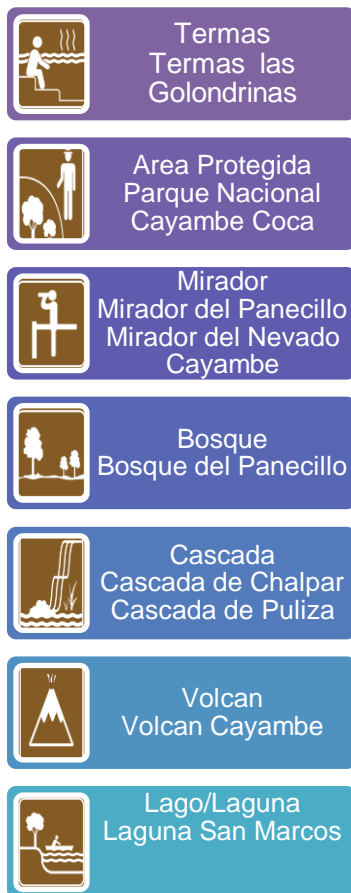 Termas
Termas las
Golondrinas
Area Protegida
Parque Nacional
Cayambe Coca
Mirador
Mirador del Panecillo
Mirador del Nevado
Cayambe
Bosque
Bosque del Panecillo
Cascada
Cascada de Chalpar
Cascada de Puliza
Volcan
Volcan Cayambe
Lago/Laguna
Laguna San Marcos